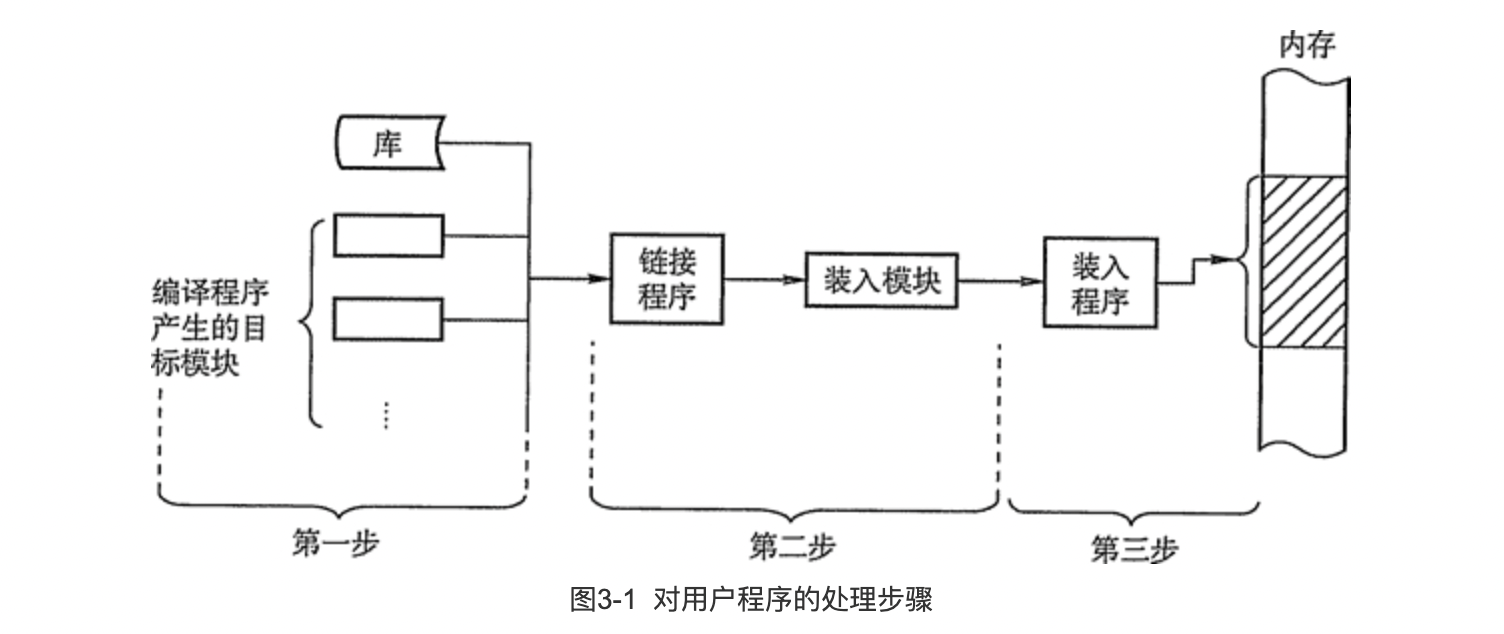 内存
库
编译程序
产生的目
标模块
链接
程序
装入模块
装入
程序
第一步
第二步
第三步
图3-1 对用户程序的处理步骤